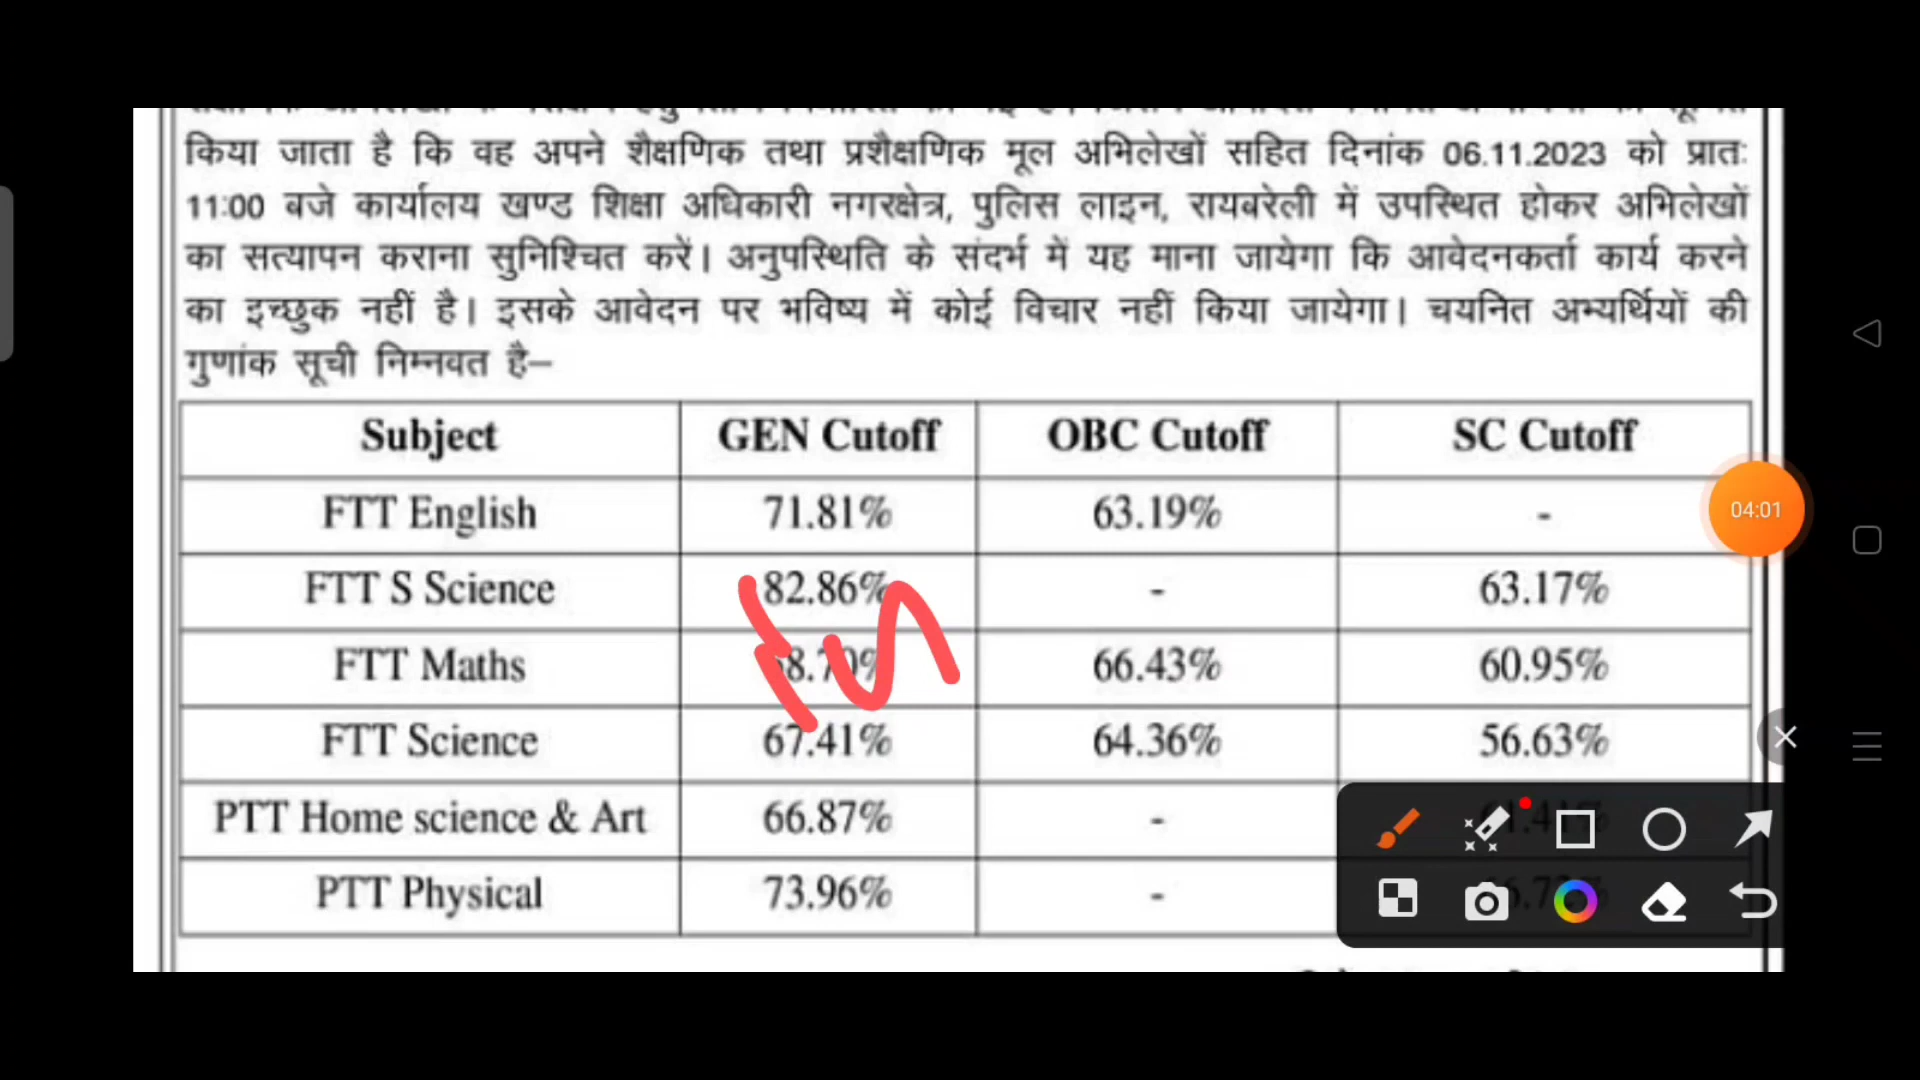 किया जाता है कि वह अपने शैक्षणिक तथा प्रशैक्षणिक मूल अभिलेखों सहित दिनांक 06.11.2023 को प्रातः
11:00 बजे कार्यालय खण्ड शिक्षा अधिकारी नगरक्षेत्र, पुलिस लाइन, रायबरेली में उपस्थित होकर अभिलेखों
का सत्यापन कराना सुनिश्चित करें। अनुपस्थिति के संदर्भ में यह माना जायेगा कि आवेदनकर्ता कार्य करने
का इच्छुक नहीं है। इसके आवेदन पर भविष्य में कोई विचार नहीं किया जायेगा। चयनित अभ्यर्थियों की
गुणांक सूची निम्नवत है–
Subject GEN Cutoff OBC Cutoff SC Cutoff
FTT English 71.81% 63.19% -
04:01
FTT S Science 82.86% - 63.17%
FTT Maths 66.43% 60.95%
FTT Science 67.41% 64.36% 56.63%
PTT Home science & Art 66.87% -
PTT Physical 73.96% -